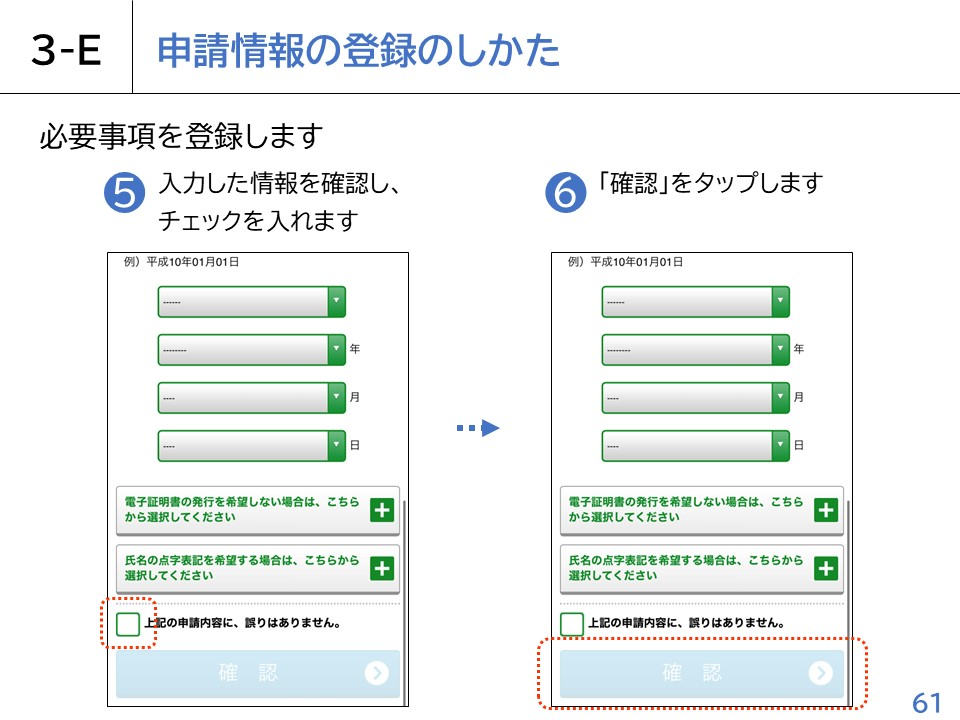 3-E
申請情報の登録のしかた
必要事項を登録します
5
入力した情報を確認し、
チェックを入れます
例）平成10年01月01日
------
--------
年
----
月
----
日
電子証明書の発行を希望しない場合は、こちら
から選択してください
氏名の点字表記を希望する場合は、こちらから
選択してください
上記の申請内容に、誤りはありません。
確 認
6
「確認」をタップします
例）平成10年01月01日
------
--------
年
----
月
----
日
電子証明書の発行を希望しない場合は、こちら
から選択してください
氏名の点字表記を希望する場合は、こちらから
選択してください
上記の申請内容に、誤りはありません。
確 認
61